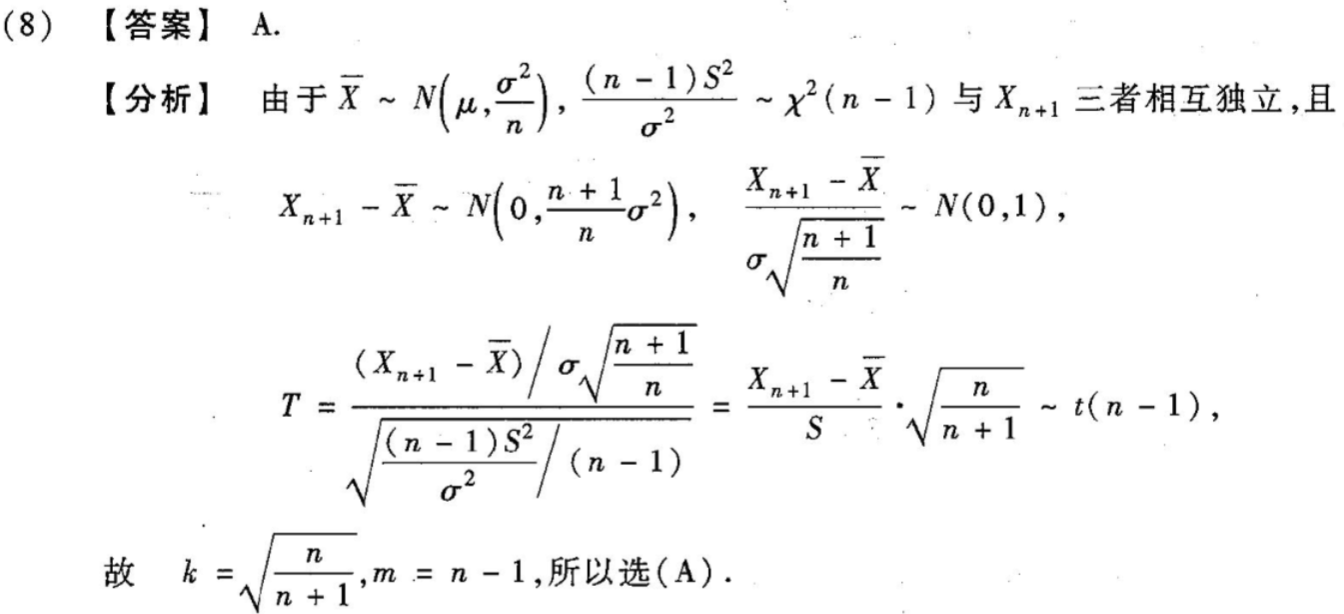 (8) 【答案】 A.
【分析】 由于 $\overline{X} \sim N\left(\mu,\frac{\sigma^2}{n}\right)$, $\frac{(n-1)S^2}{\sigma^2} \sim \chi^2(n-1)$ 与 $X_{n+1}$ 三者相互独立,且
$X_{n+1} - \overline{X} \sim N\left(0,\frac{n+1}{n}\sigma^2\right)$, $\frac{X_{n+1} - \overline{X}}{\sigma\sqrt{\frac{n+1}{n}}} \sim N(0,1)$,
$T = \frac{(X_{n+1} - \overline{X}) \Big/ \sigma\sqrt{\frac{n+1}{n}}}{\sqrt{\frac{(n-1)S^2}{\sigma^2} \Big/ (n-1)}} = \frac{X_{n+1} - \overline{X}}{S} \cdot \sqrt{\frac{n}{n+1}} \sim t(n-1)$,
故 $k = \sqrt{\frac{n}{n+1}}$,$m = n-1$,所以选(A).